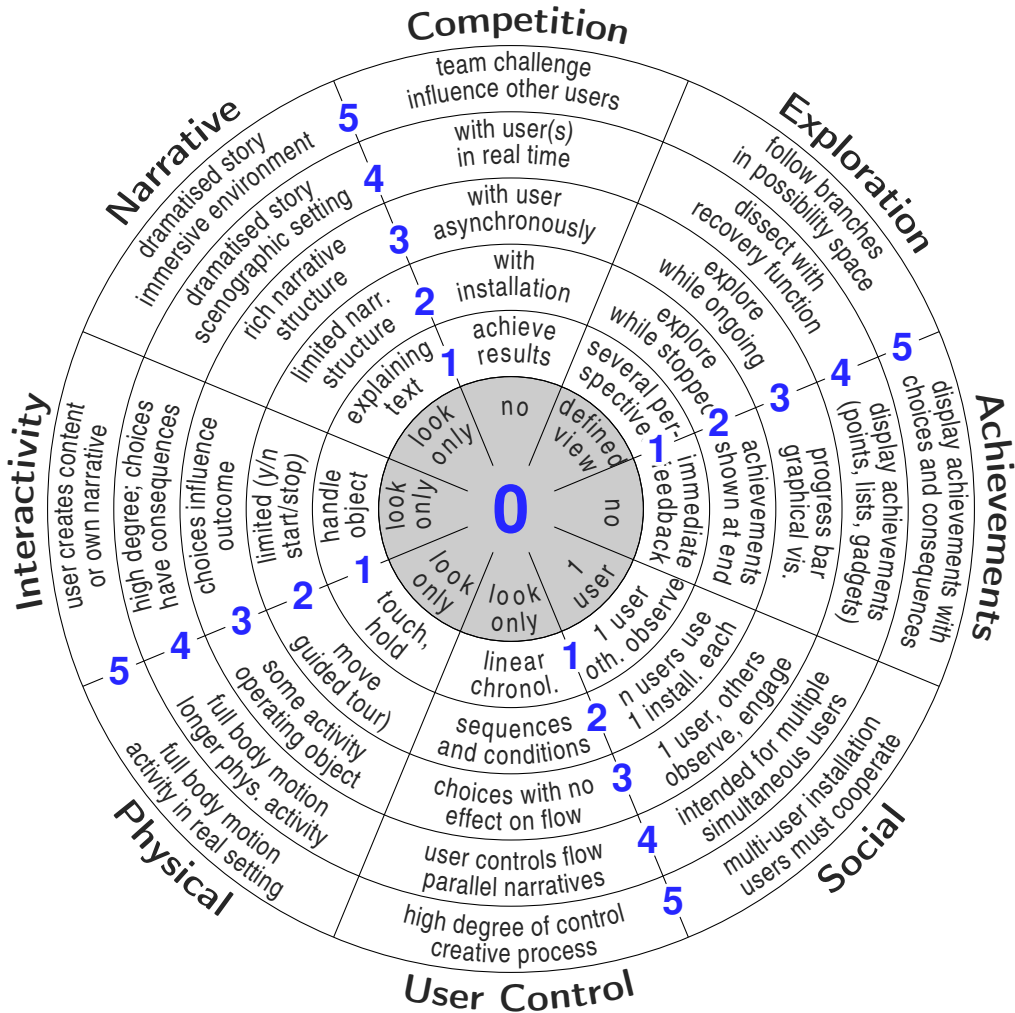 Competition
team challenge
influence other users
with user(s)
in real time
with user
asynchronously
with
installation
achieve
results
no
Exploration
follow branches
in possibility space
dissect with
recovery function
explore
while ongoing
explore
while stopped
several per-
spective
defined
view
Achievements
display achievements with
choices and consequences
display achievements
(points, lists, gadgets)
progress bar
graphical vis.
achievements
shown at end
immediate
feedback
no
Social
multi-user installation
users must cooperate
intended for multiple
simultaneous users
1 user, others
observe, engage
n users use
1 install. each
1 user
oth. observe
1
user
User Control
high degree of control
creative process
user controls flow
parallel narratives
choices with no
effect on flow
sequences
and conditions
linear
chronol.
look
only
Physical
full body motion
activity in real setting
full body motion
longer phys. activity
some activity
operating object
move
guided tour)
touch,
hold
look
only
Interactivity
user creates content
or own narrative
high degree; choices
have consequences
choices influence
outcome
limited (y/n
start/stop)
handle
object
look
only
Narrative
dramatised story
immersive environment
dramatised story
scenographic setting
rich narrative
structure
limited narr.
structure
explaining
text
look
only
0
5
4
3
2
1
5
4
3
2
1
5
4
3
2
1
5
4
3
2
1